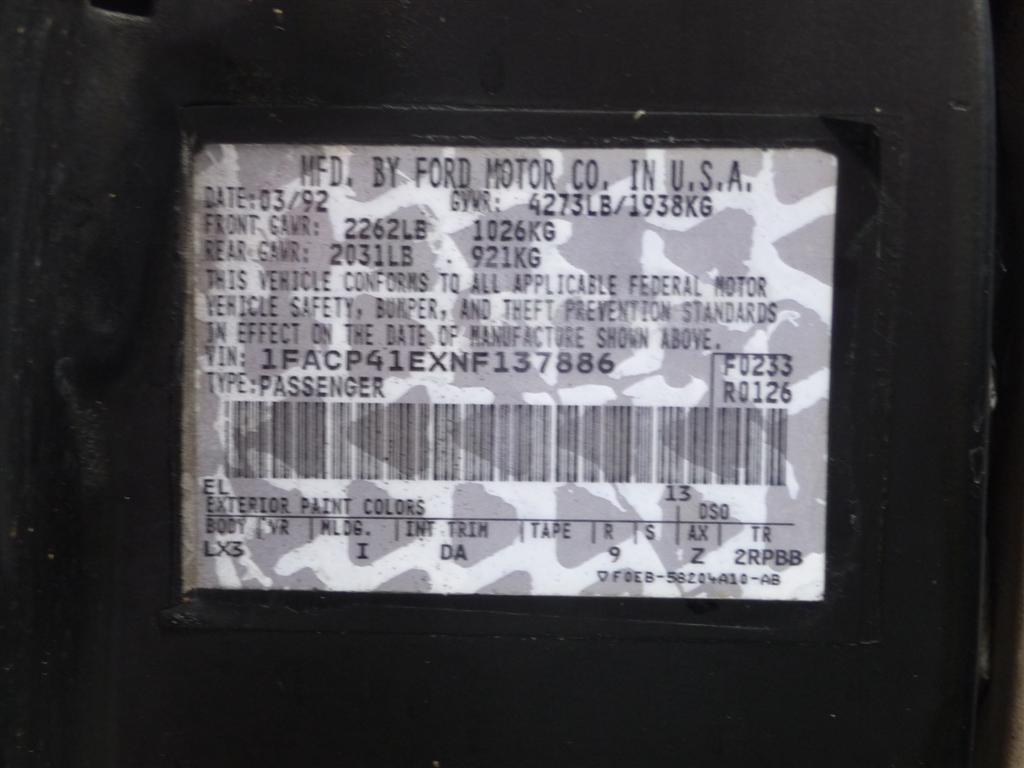 MFD. BY FORD MOTOR CO. IN U.S.A.
DATE:03/92 GVWR: 4273LB/1938KG
FRONT GAWR: 2262LB 1026KG
REAR GAWR: 2031LB 921KG
THIS VEHICLE CONFORMS TO ALL APPLICABLE FEDERAL MOTOR
VEHICLE SAFETY, BUMPER, AND THEFT PREVENTION STANDARDS
IN EFFECT ON THE DATE OF MANUFACTURE SHOWN ABOVE.
VIN: 1FACP41EXNF137886 F0233
TYPE:PASSENGER R0126
EL 13
EXTERIOR PAINT COLORS DSO
BODY VR MLDG. INT TRIM TAPE R S AX TR
LX3 I DA 9 Z 2RPBB
▽F0EB-58204A10-AB